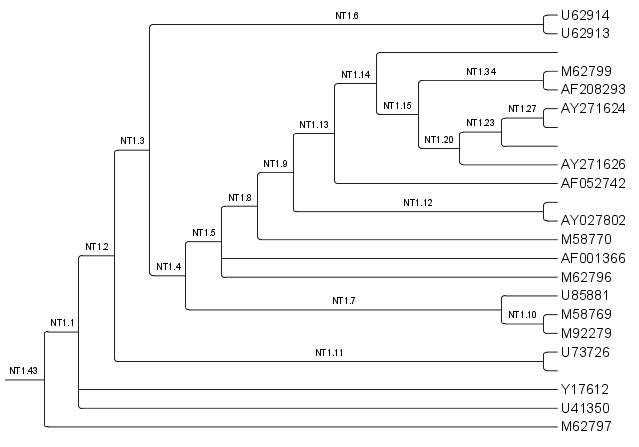 NT1.6
U62914
U62913
NT1.14
NT1.34
M62799
AF208293
NT1.15
NT1.27
AY271624
NT1.23
NT1.13
NT1.20
NT1.3
AY271626
NT1.9
AF052742
NT1.8
NT1.12
AY027802
NT1.5
M58770
NT1.2
AF001366
NT1.4
M62796
U85881
NT1.7
NT1.10
M58769
NT1.1
M92279
NT1.11
U73726
NT1.43
Y17612
U41350
M62797